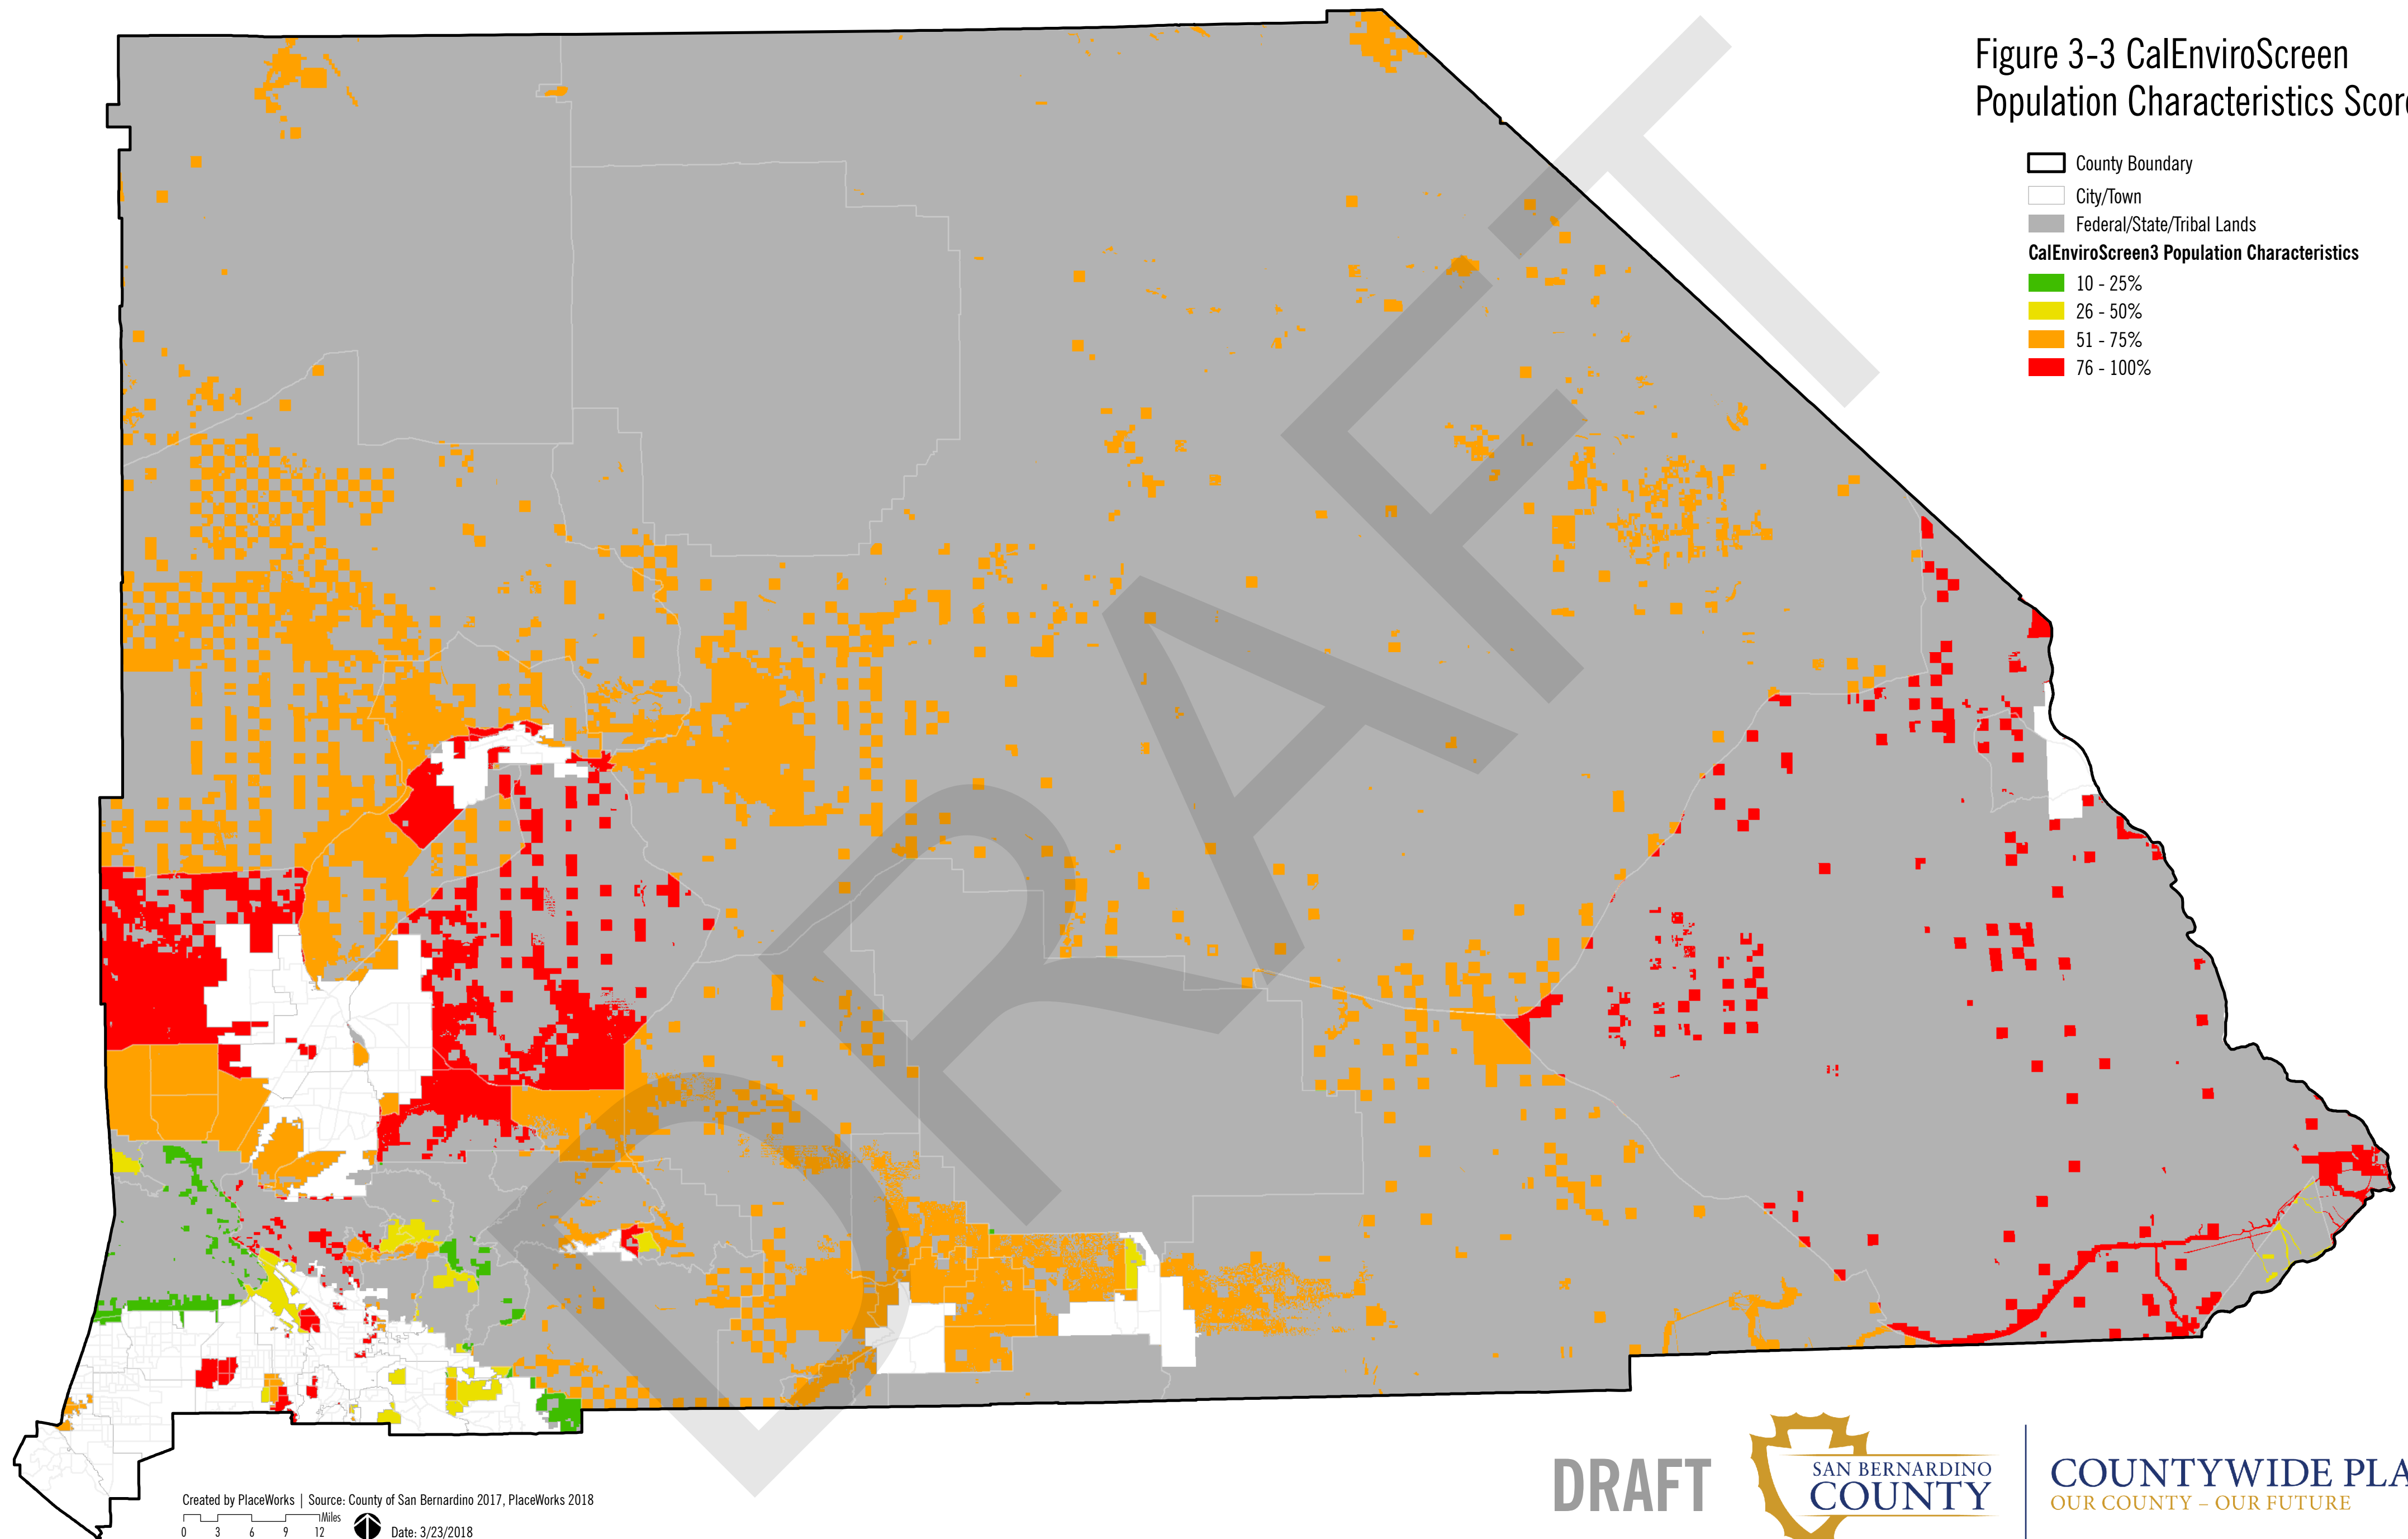 Figure 3-3 CalEnviroScreen
Population Characteristics Scor
County Boundary
City/Town
Federal/State/Tribal Lands
CalEnviroScreen3 Population Characteristics
10 - 25%
26 - 50%
51 - 75%
76 - 100%
DRAFT
DRAFT
SAN BERNARDINO
COUNTY
COUNTYWIDE PLA
OUR COUNTY – OUR FUTURE
Created by PlaceWorks | Source: County of San Bernardino 2017, PlaceWorks 2018
Miles
0 3 6 9 12
Date: 3/23/2018